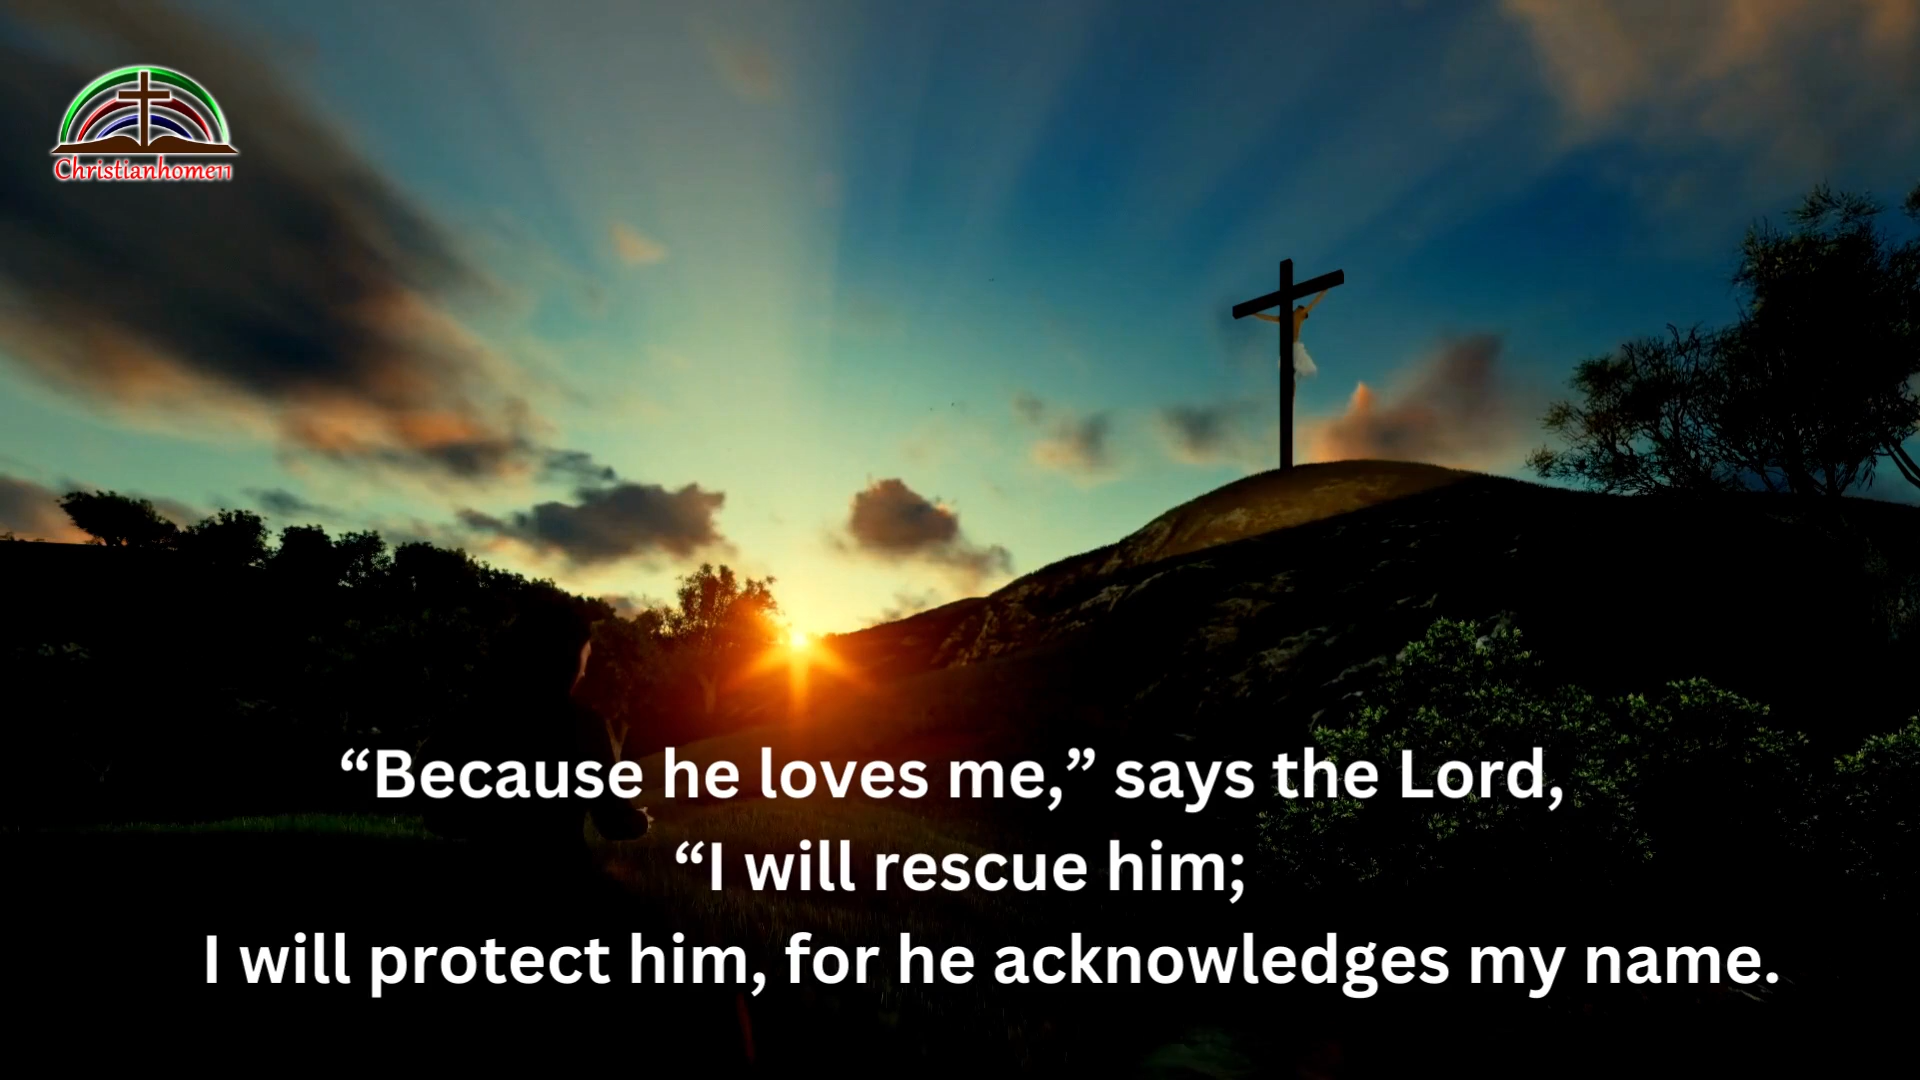 Christianhome11
“Because he loves me,” says the Lord,
“I will rescue him;
I will protect him, for he acknowledges my name.